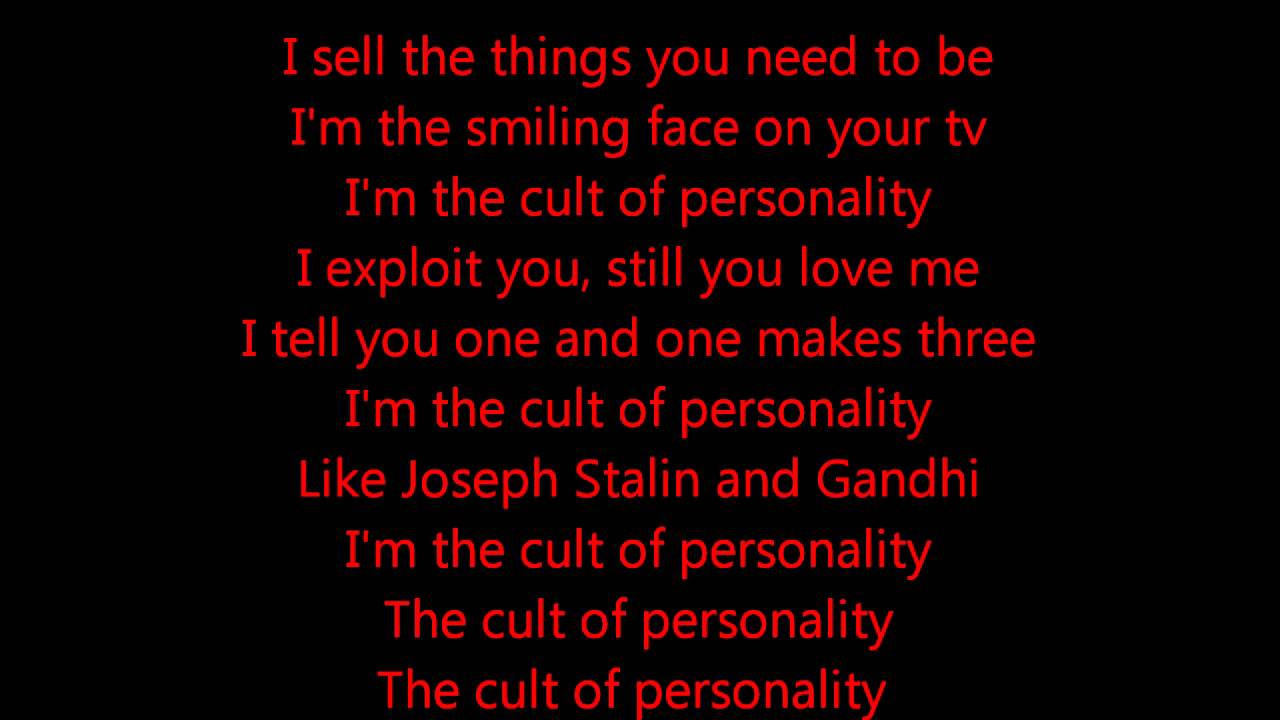 I sell the things you need to be
I'm the smiling face on your tv
I'm the cult of personality
I exploit you, still you love me
I tell you one and one makes three
I'm the cult of personality
Like Joseph Stalin and Gandhi
I'm the cult of personality
The cult of personality
The cult of personality